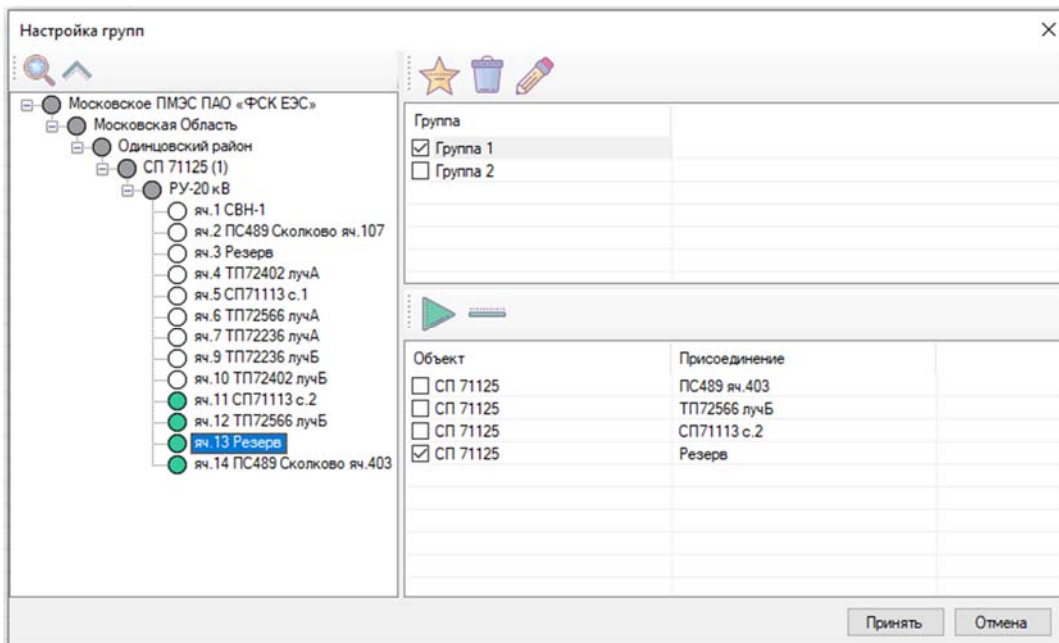 Настройка групп
Московское ПМЭС ПАО «ФСК ЕЭС»
Московская Область
Одинцовский район
СП 71125 (1)
РУ-20 кВ
яч.1 СВН-1
яч.2 ПС489 Сколково яч.107
яч.3 Резерв
яч.4 ТП72402 лучА
яч.5 СП71113 с.1
яч.6 ТП72566 лучА
яч.7 ТП72236 лучА
яч.9 ТП72236 лучБ
яч.10 ТП72402 лучБ
яч.11 СП71113 с.2
яч.12 ТП72566 лучБ
яч.13 Резерв
яч.14 ПС489 Сколково яч.403
Группа
Группа 1
Группа 2
Объект Присоединение
СП 71125 ПС489 яч.403
СП 71125 ТП72566 лучБ
СП 71125 СП71113 с.2
СП 71125 Резерв
Принять Отмена